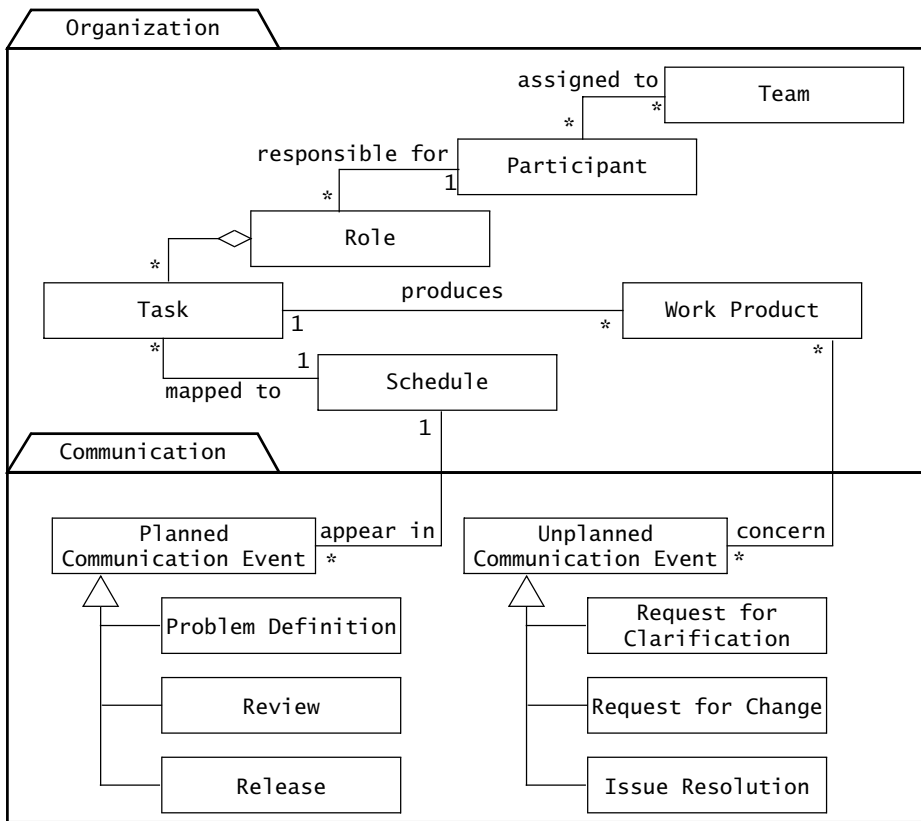 Organization
assigned to
Team
*
*
responsible for
Participant
1
*
Role
*
produces
Task
Work Product
1
*
*
1
*
mapped to
Schedule
1
Communication
Planned
Communication Event
appear in
*
Unplanned
Communication Event
concern
*
Problem Definition
Request for
Clarification
Review
Request for Change
Release
Issue Resolution